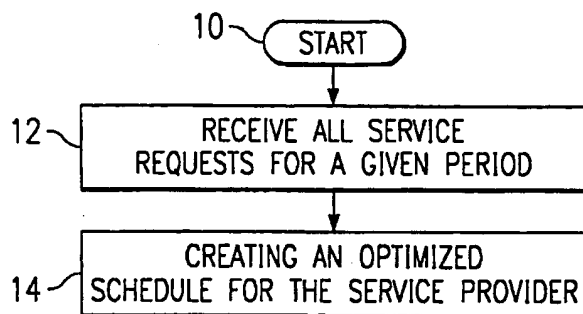 10
START
12
RECEIVE ALL SERVICE
REQUESTS FOR A GIVEN PERIOD
CREATING AN OPTIMIZED
14
SCHEDULE FOR THE SERVICE PROVIDER